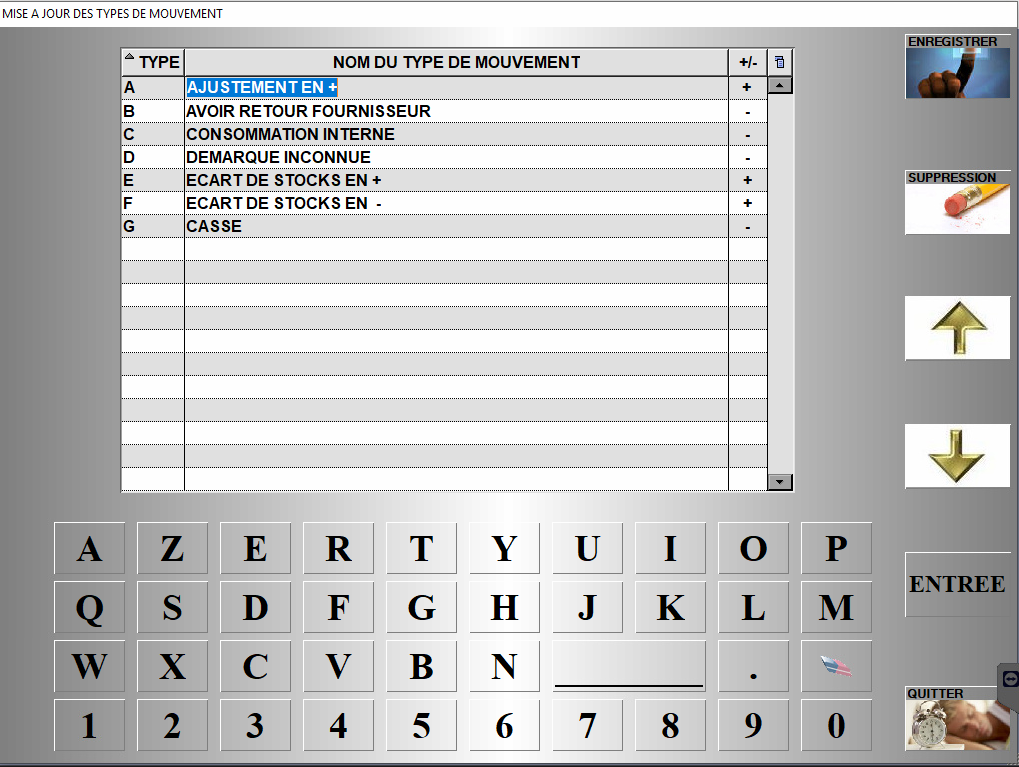 MISE A JOUR DES TYPES DE MOUVEMENT
ENREGISTRER
TYPE NOM DU TYPE DE MOUVEMENT +/-
A AJUSTEMENT EN + +
B AVOIR RETOUR FOURNISSEUR -
C CONSOMMATION INTERNE -
D DEMARQUE INCONNUE -
E ECART DE STOCKS EN + +
F ECART DE STOCKS EN - +
G CASSE -
SUPPRESSION
A Z E R T Y U I O P
ENTREE
Q S D F G H J K L M
W X C V B N .
QUITTER
1 2 3 4 5 6 7 8 9 0